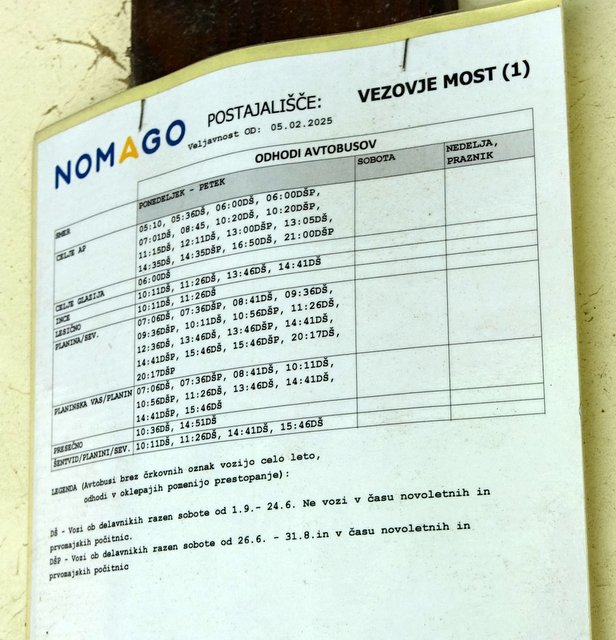 NOMAGO
POSTAJALIŠČE: VEZOVJE MOST (1)
Veljavnost OD: 05.02.2025
ODHODI AVTOBUSOV
SMER PONEDELJEK - PETEK SOBOTA NEDELJA,
PRAZNIK
CELJE AP 05:10, 05:36DŠ, 06:00DŠ, 06:00DŠP,
07:01DŠ, 08:45, 10:20DŠ, 10:20DŠP,
11:15DŠ, 12:11DŠ, 13:00DŠP, 13:05DŠ,
14:35DŠ, 14:35DŠP, 16:50DŠ, 21:00DŠP
CELJE GLAZIJA 06:00DŠ
INCE 10:11DŠ, 11:26DŠ, 13:46DŠ, 14:41DŠ
LESIČNO 10:11DŠ, 11:26DŠ
PLANINA/SEV. 07:06DŠ, 07:36DŠP, 08:41DŠ, 09:36DŠ,
09:36DŠP, 10:11DŠ, 10:56DŠP, 11:26DŠ,
12:36DŠ, 13:46DŠ, 13:46DŠP, 14:41DŠ,
14:41DŠP, 15:46DŠ, 15:46DŠP, 20:17DŠ,
20:17DŠP
PLANINSKA VAS/PLANIN 07:06DŠ, 07:36DŠP, 08:41DŠ, 10:11DŠ,
10:56DŠP, 11:26DŠ, 13:46DŠ, 14:41DŠ,
14:41DŠP, 15:46DŠ
PRESEČNO 10:36DŠ, 14:51DŠ
ŠENTVID/PLANINI/SEV. 10:11DŠ, 11:26DŠ, 14:41DŠ, 15:46DŠ
LEGENDA (Avtobusi brez črkovnih oznak vozijo celo leto,
odhodi v oklepajih pomenijo prestopanje):
DŠ - Vozi ob delavnikih razen sobote od 1.9.- 24.6. Ne vozi v času novoletnih in
prvomajskih počitnic.
DŠP - Vozi ob delavnikih razen sobote od 26.6. - 31.8.in v času novoletnih in
prvomajskih počitnic